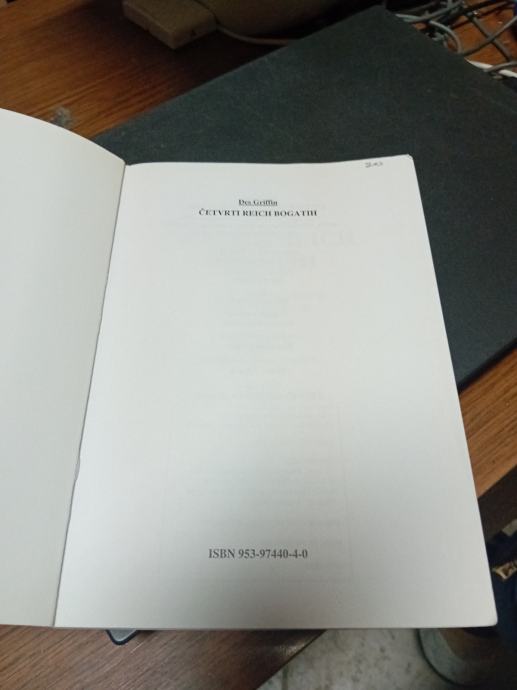 Des Griffin
ČETVRTI REICH BOGATIH
ISBN 953-97440-4-0